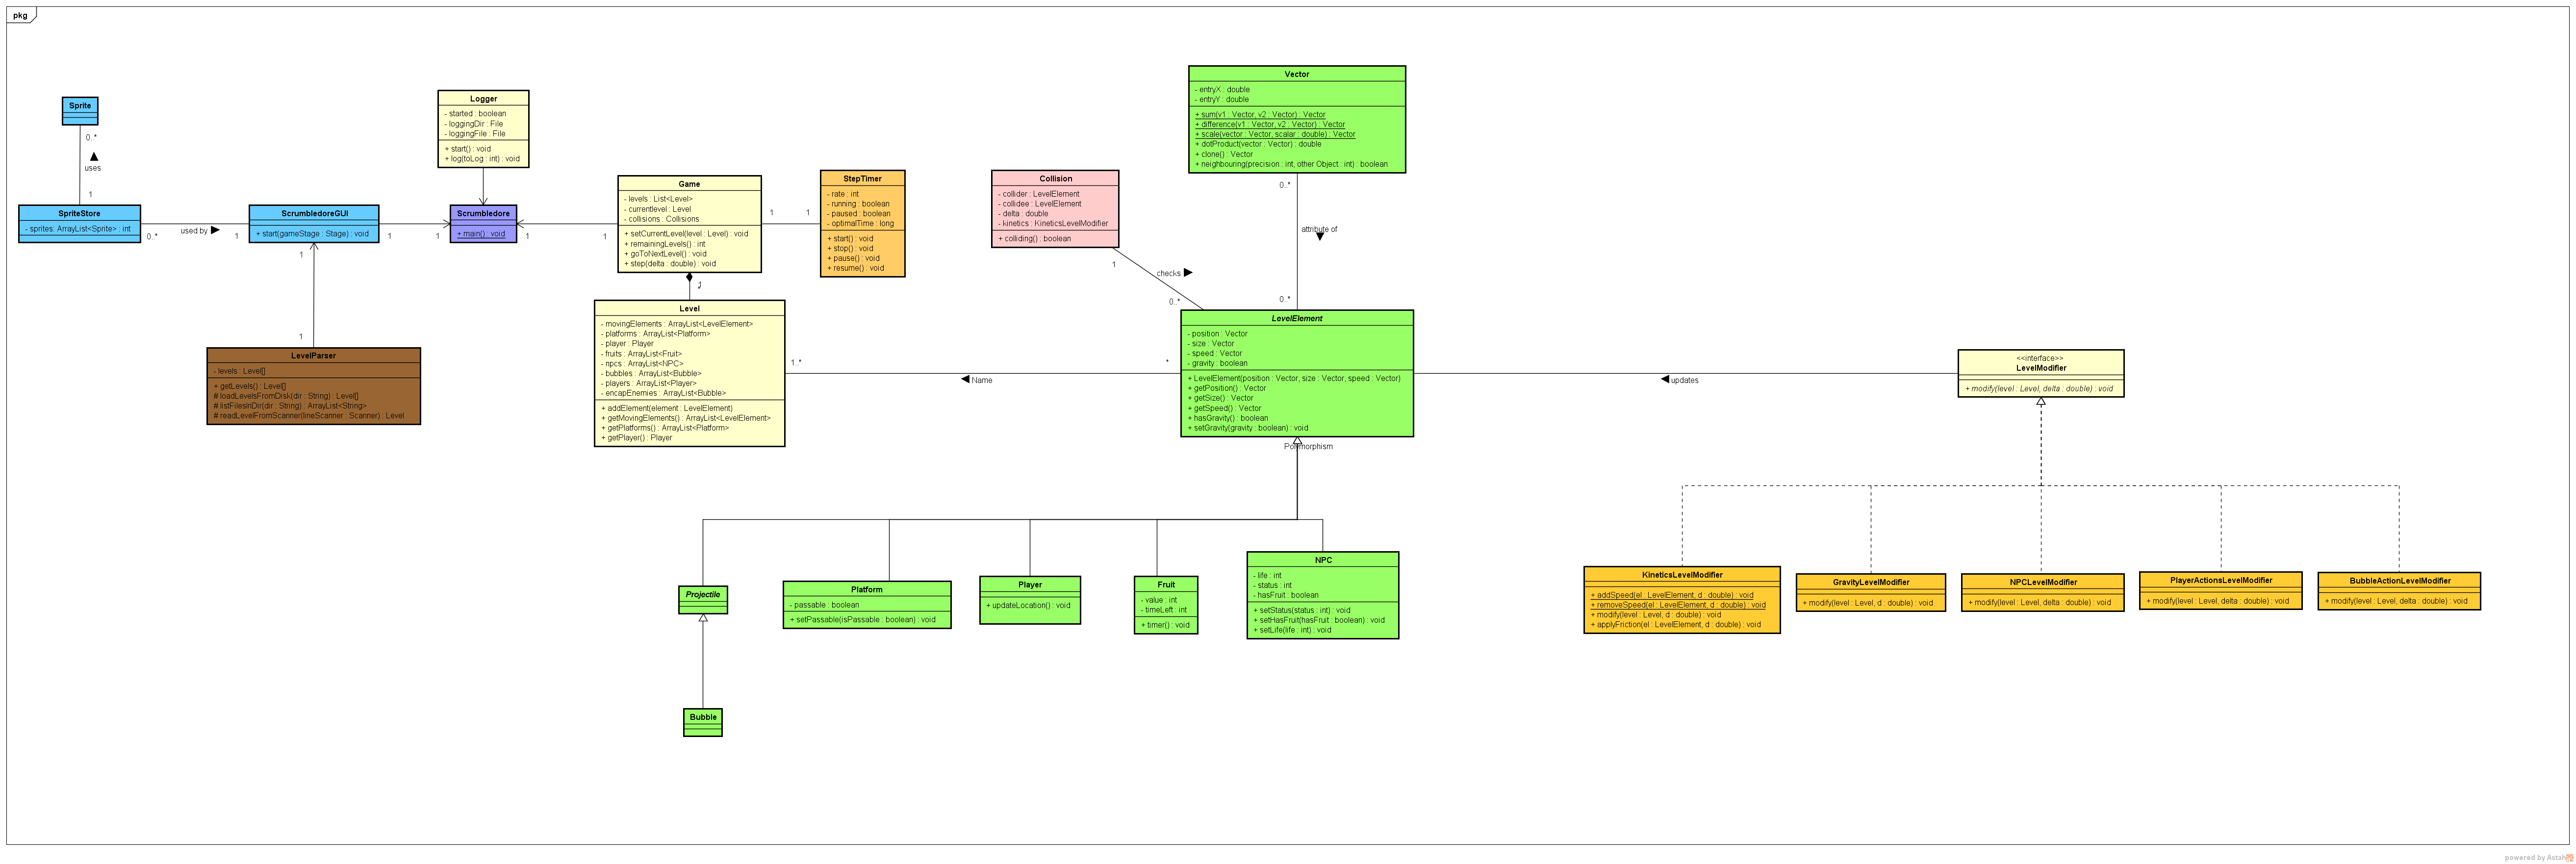 pkg
Sprite
0..*
uses
1
SpriteStore
- sprites: ArrayList<Sprite> : int
0..*
used by
1
ScrumbledoreGUI
+ start(gameStage : Stage) : void
1
1
1
1
LevelParser
- levels : Level[]
+ getLevels() : Level[]
# loadLevelsFromDisk(dir : String) : Level[]
# listFilesInDir(dir : String) : ArrayList<String>
# readLevelFromScanner(lineScanner : Scanner) : Level
Logger
- started : boolean
- loggingDir : File
- loggingFile : File
+ start() : void
+ log(toLog : int) : void
Scrumbledore
+ main() : void
1
1
Game
- levels : List<Level>
- currentlevel : Level
- collisions : Collisions
+ setCurrentLevel(level : Level) : void
+ remainingLevels() : int
+ goToNextLevel() : void
+ step(delta : double) : void
1
1
StepTimer
- rate : int
- running : boolean
- paused : boolean
- optimalTime : long
+ start() : void
+ stop() : void
+ pause() : void
+ resume() : void
Level
- movingElements : ArrayList<LevelElement>
- platforms : ArrayList<Platform>
- player : Player
- fruits : ArrayList<Fruit>
- npcs : ArrayList<NPC>
- bubbles : ArrayList<Bubble>
- players : ArrayList<Player>
- encapEnemies : ArrayList<Bubble>
+ addElement(element : LevelElement)
+ getMovingElements() : ArrayList<LevelElement>
+ getPlatforms() : ArrayList<Platform>
+ getPlayer() : Player
1..*
Name
*
Collision
- collider : LevelElement
- collidee : LevelElement
- delta : double
- kinetics : KineticsLevelModifier
+ colliding() : boolean
1
checks
0..*
Vector
- entryX : double
- entryY : double
+ sum(v1 : Vector, v2 : Vector) : Vector
+ difference(v1 : Vector, v2 : Vector) : Vector
+ scale(vector : Vector, scalar : double) : Vector
+ dotProduct(vector : Vector) : double
+ clone() : Vector
+ neighbouring(precision : int, other Object : int) : boolean
0..*
attribute of
0..*
LevelElement
- position : Vector
- size : Vector
- speed : Vector
- gravity : boolean
+ LevelElement(position : Vector, size : Vector, speed : Vector)
+ getPosition() : Vector
+ getSize() : Vector
+ getSpeed() : Vector
+ hasGravity() : boolean
+ setGravity(gravity : boolean) : void
Polymorphism
updates
<<interface>>
LevelModifier
+ modify(level : Level, delta : double) : void
Projectile
Platform
- passable : boolean
+ setPassable(isPassable : boolean) : void
Player
+ updateLocation() : void
Fruit
- value : int
- timeLeft : int
+ timer() : void
NPC
- life : int
- status : int
- hasFruit : boolean
+ setStatus(status : int) : void
+ setHasFruit(hasFruit : boolean) : void
+ setLife(life : int) : void
Bubble
KineticsLevelModifier
+ addSpeed(el : LevelElement, d : double) : void
+ removeSpeed(el : LevelElement, d : double) : void
+ modify(level : Level, d : double) : void
+ applyFriction(el : LevelElement, d : double) : void
GravityLevelModifier
+ modify(level : Level, d : double) : void
NPCLevelModifier
+ modify(level : Level, delta : double) : void
PlayerActionsLevelModifier
+ modify(level : Level, delta : double) : void
BubbleActionLevelModifier
+ modify(level : Level, delta : double) : void
powered by Astah